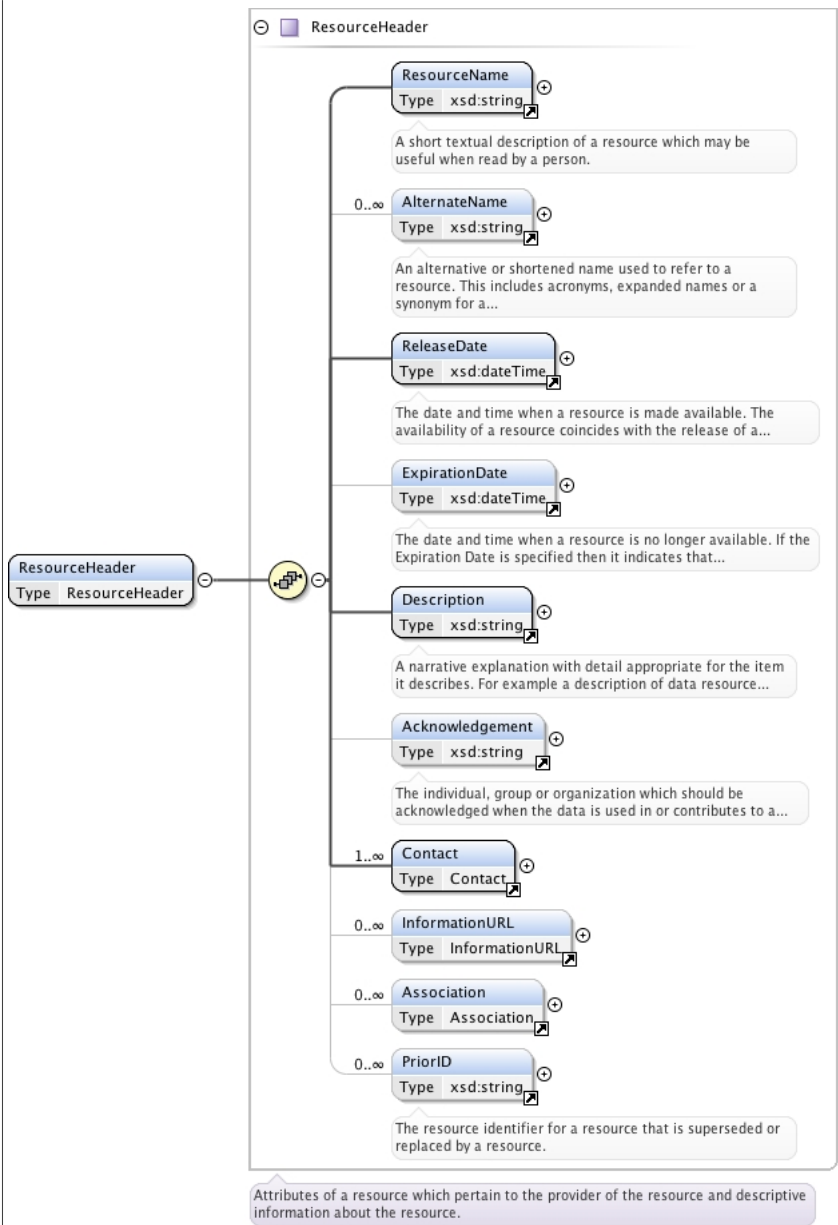 ResourceHeader
ResourceName
Type xsd:string
A short textual description of a resource which may be
useful when read by a person.
0..∞
AlternateName
Type xsd:string
An alternative or shortened name used to refer to a
resource. This includes acronyms, expanded names or a
synonym for a...
ReleaseDate
Type xsd:dateTime
The date and time when a resource is made available. The
availability of a resource coincides with the release of a...
ExpirationDate
Type xsd:dateTime
The date and time when a resource is no longer available. If the
Expiration Date is specified then it indicates that...
ResourceHeader
Type ResourceHeader
Description
Type xsd:string
A narrative explanation with detail appropriate for the item
it describes. For example a description of data resource...
Acknowledgement
Type xsd:string
The individual, group or organization which should be
acknowledged when the data is used in or contributes to a...
1..∞
Contact
Type Contact
0..∞
InformationURL
Type InformationURL
0..∞
Association
Type Association
0..∞
PriorID
Type xsd:string
The resource identifier for a resource that is superseded or
replaced by a resource.
Attributes of a resource which pertain to the provider of the resource and descriptive
information about the resource.